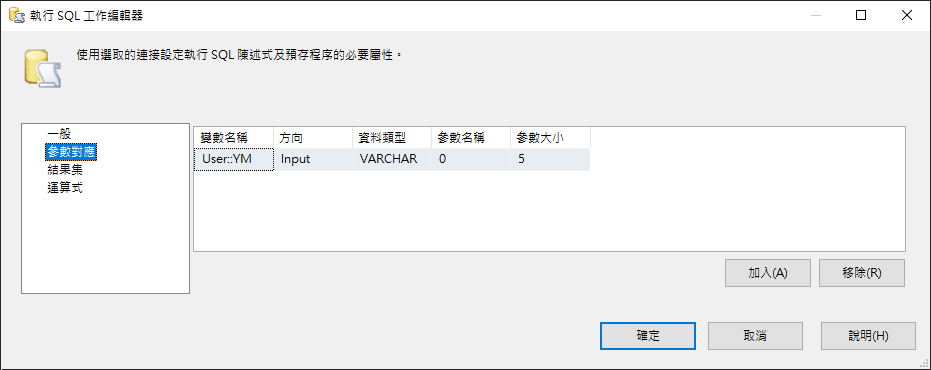 執行 SQL 工作編輯器
使用選取的連接設定執行 SQL 陳述式及預存程序的必要屬性。
一般
參數對應
結果集
運算式
變數名稱 方向 資料類型 參數名稱 參數大小
User::YM Input VARCHAR 0 5
加入(A) 移除(R)
確定 取消 說明(H)